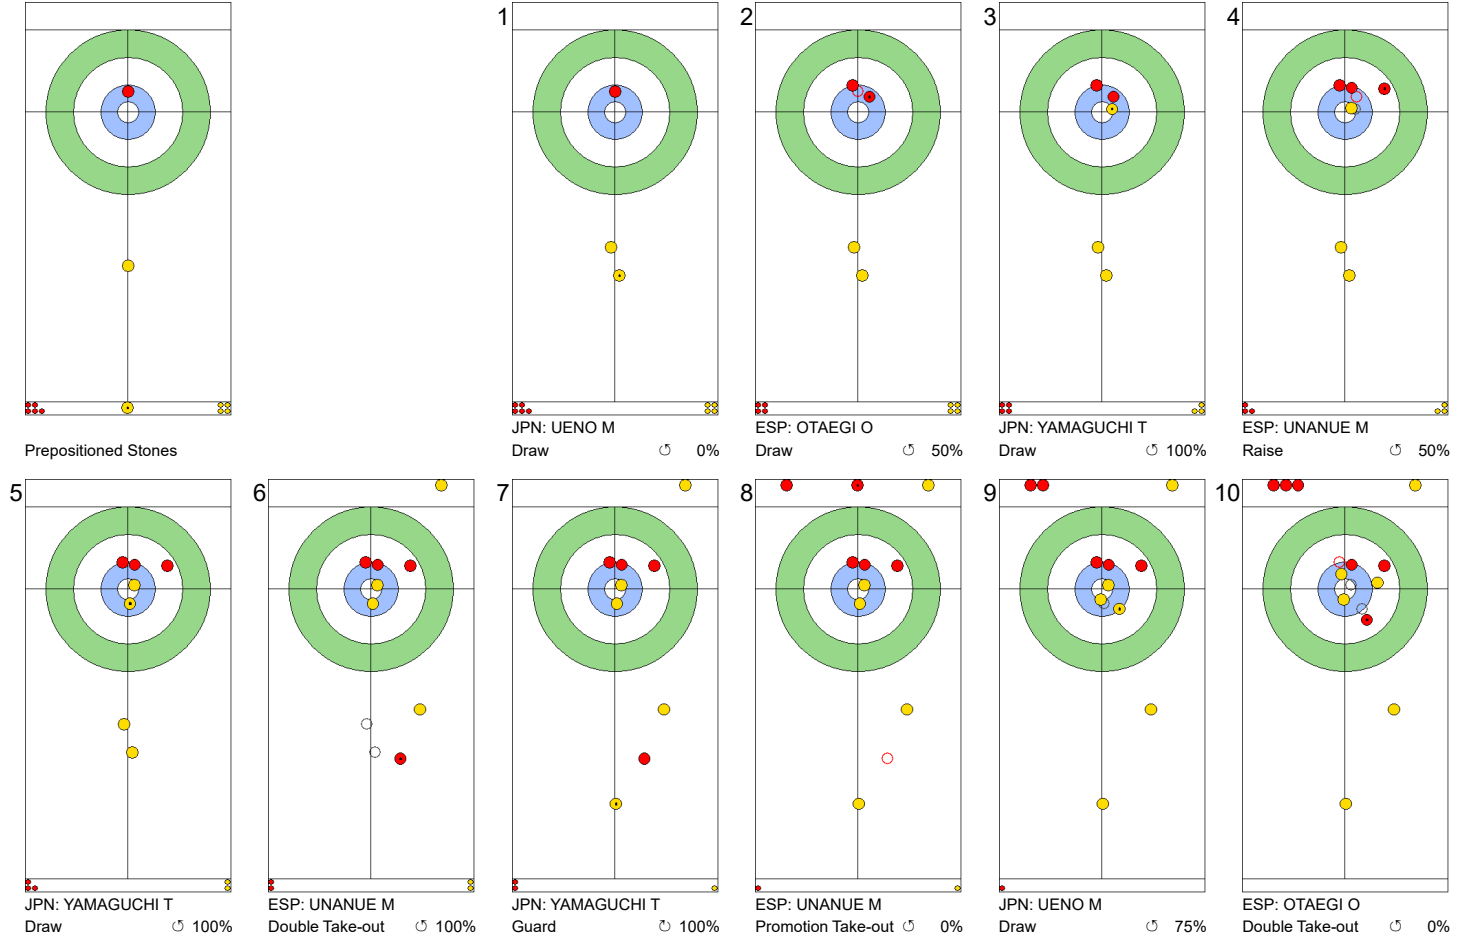 1
2
3
4
Prepositioned Stones
JPN: UENO M
Draw ↺ 0%
ESP: OTAEGI O
Draw ↺ 50%
JPN: YAMAGUCHI T
Draw ↺ 100%
ESP: UNANUE M
Raise ↺ 50%
5
6
7
8
9
10
JPN: YAMAGUCHI T
Draw ↺ 100%
ESP: UNANUE M
Double Take-out ↺ 100%
JPN: YAMAGUCHI T
Guard ↻ 100%
ESP: UNANUE M
Promotion Take-out ↺ 0%
JPN: UENO M
Draw ↺ 75%
ESP: OTAEGI O
Double Take-out ↺ 0%